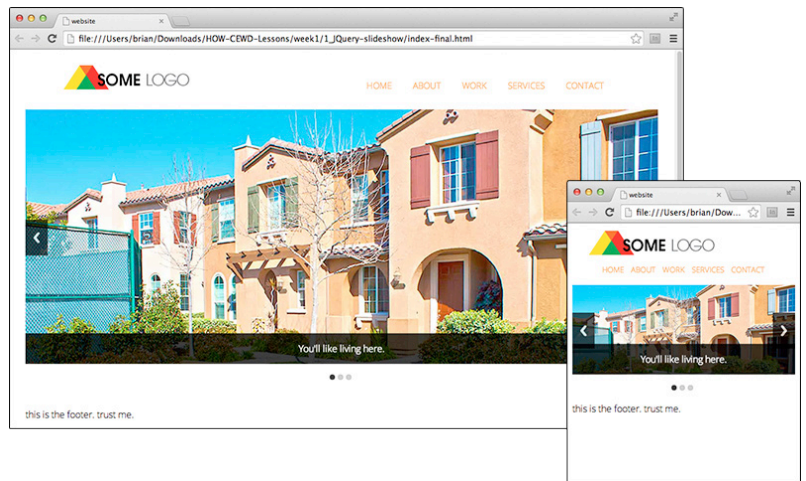 website
file:///Users/brian/Downloads/HOW-CEWD-Lessons/week1/1_JQuery-slideshow/index-final.html
SOME LOGO
HOME ABOUT WORK SERVICES CONTACT
You'll like living here.
this is the footer. trust me.
website
file:///Users/brian/Dow...
SOME LOGO
HOME ABOUT WORK SERVICES CONTACT
You'll like living here.
this is the footer. trust me.